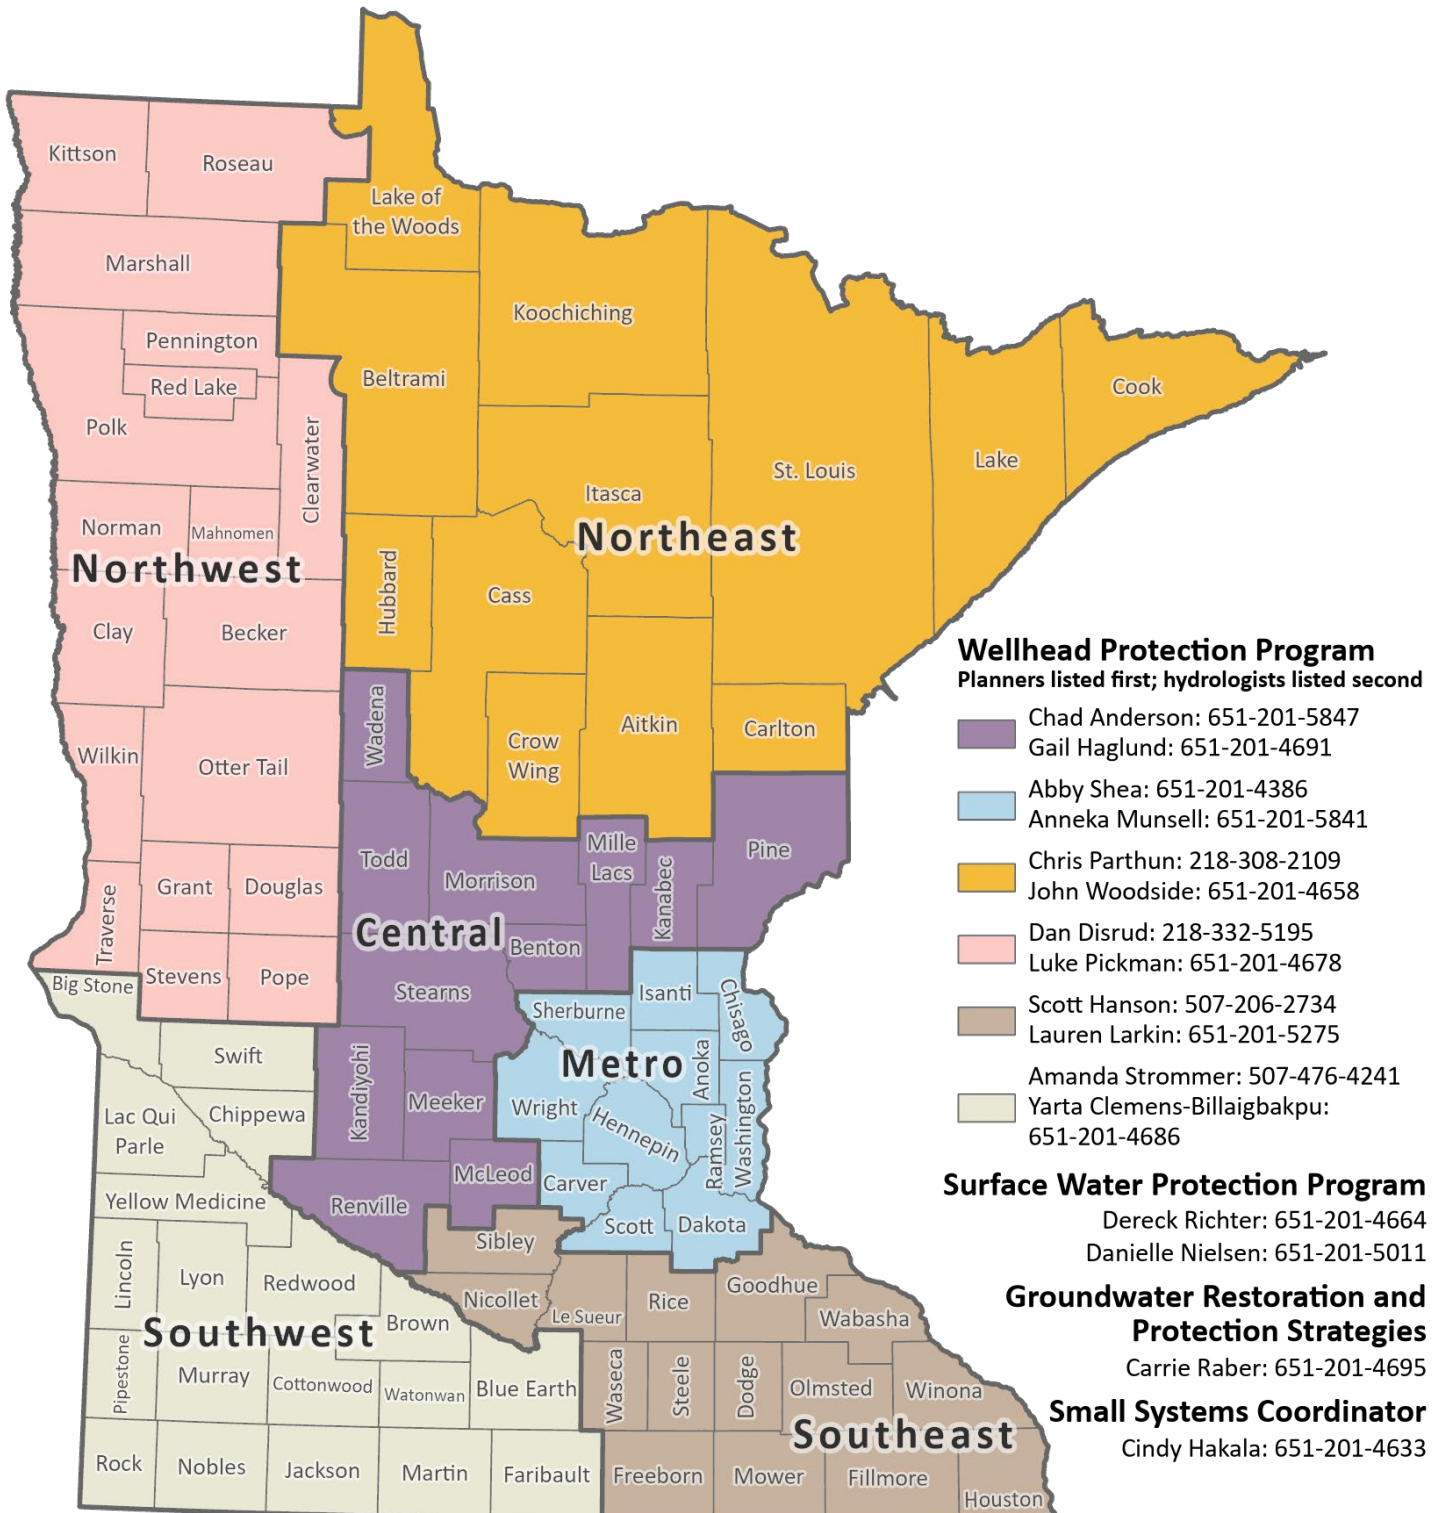 Kittson
Roseau
Lake of
the Woods
Marshall
Koochiching
Pennington
Red Lake
Beltrami
Cook
Polk
Clearwater
St. Louis
Lake
Itasca
Norman
Mahnomen
Northeast
Northwest
Hubbard
Cass
Clay
Becker
Wadena
Aitkin
Carlton
Crow
Wing
Wilkin
Otter Tail
Mille
Lacs
Pine
Todd
Morrison
Kanabec
Grant
Douglas
Traverse
Central
Benton
Stevens
Pope
Big Stone
Stearns
Isanti
Chisago
Sherburne
Swift
Metro
Anoka
Kandiyohi
Meeker
Wright
Hennepin
Ramsey
Washington
Lac Qui
Parle
Chippewa
McLeod
Carver
Yellow Medicine
Renville
Scott
Dakota
Sibley
Lincoln
Lyon
Redwood
Nicollet
Le Sueur
Rice
Goodhue
Wabasha
Southwest
Brown
Pipestone
Murray
Cottonwood
Watonwan
Blue Earth
Waseca
Steele
Dodge
Olmsted
Winona
Southeast
Rock
Nobles
Jackson
Martin
Faribault
Freeborn
Mower
Fillmore
Houston
Wellhead Protection Program
Planners listed first; hydrologists listed second
Chad Anderson: 651-201-5847
Gail Haglund: 651-201-4691
Abby Shea: 651-201-4386
Anneka Munsell: 651-201-5841
Chris Parthun: 218-308-2109
John Woodside: 651-201-4658
Dan Disrud: 218-332-5195
Luke Pickman: 651-201-4678
Scott Hanson: 507-206-2734
Lauren Larkin: 651-201-5275
Amanda Strommer: 507-476-4241
Yarta Clemens-Billaigbakpu:
651-201-4686
Surface Water Protection Program
Dereck Richter: 651-201-4664
Danielle Nielsen: 651-201-5011
Groundwater Restoration and
Protection Strategies
Carrie Raber: 651-201-4695
Small Systems Coordinator
Cindy Hakala: 651-201-4633